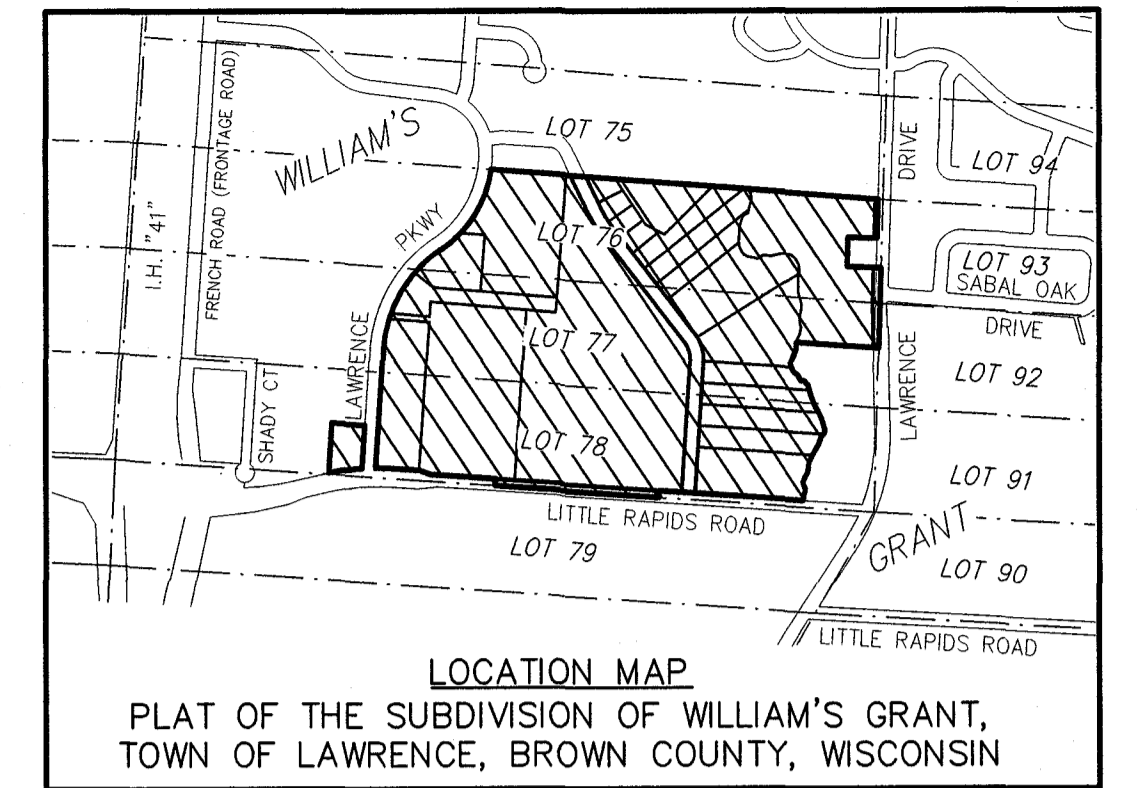 I.H. "41"
FRENCH ROAD (FRONTAGE ROAD)
WILLIAM'S
LOT 75
DRIVE
LOT 94
PKWY
LOT 76
LOT 93
SABAL OAK
DRIVE
LAWRENCE
LOT 77
LAWRENCE
LOT 92
SHADY CT
LOT 78
LOT 91
LITTLE RAPIDS ROAD
GRANT
LOT 79
LOT 90
LITTLE RAPIDS ROAD
LOCATION MAP
PLAT OF THE SUBDIVISION OF WILLIAM'S GRANT,
TOWN OF LAWRENCE, BROWN COUNTY, WISCONSIN